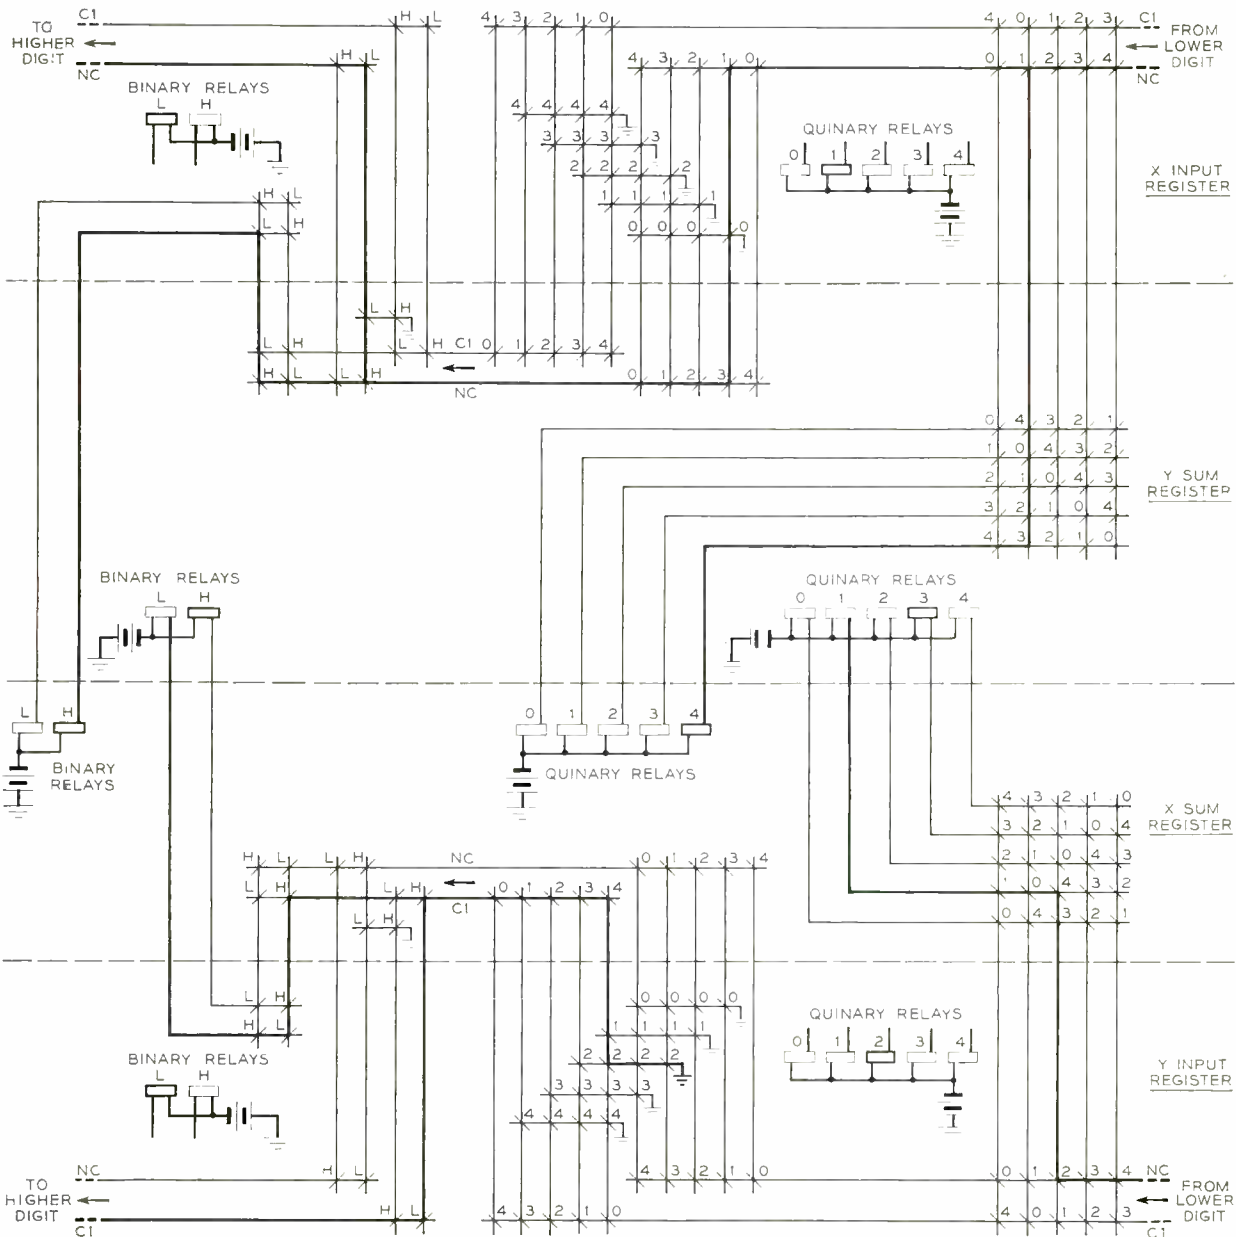 C1 H L 4 3 2 1 0 4 0 1 2 3 C1
TO HIGHER DIGIT
FROM LOWER DIGIT
NC H L 4 3 2 1 0 0 1 2 3 4 NC
BINARY RELAYS
L H
4 4 4 4
3 3 3 3
2 2 2 2
1 1 1 1
0 0 0 0
QUINARY RELAYS
0 1 2 3 4
X INPUT
REGISTER
H L
L H
L H
L H L H C1 0 1 2 3 4
H L L H 0 1 2 3 4
NC
0 4 3 2 1
1 0 4 3 2
2 1 0 4 3
3 2 1 0 4
4 3 2 1 0
Y SUM
REGISTER
BINARY RELAYS
L H
QUINARY RELAYS
0 1 2 3 4
L H
BINARY
RELAYS
0 1 2 3 4
QUINARY RELAYS
4 3 2 1 0
3 2 1 0 4
2 1 0 4 3
1 0 4 3 2
0 4 3 2 1
X SUM
REGISTER
H L L H NC 0 1 2 3 4
L H L H 0 1 2 3 4
C1
L H
L H
H L
0 0 0 0
1 1 1 1
2 2 2 2
3 3 3 3
4 4 4 4
BINARY RELAYS
L H
QUINARY RELAYS
0 1 2 3 4
Y INPUT
REGISTER
NC H L 4 3 2 1 0 0 1 2 3 4 NC
TO
HIGHER
DIGIT
FROM
LOWER
DIGIT
C1 H L 4 3 2 1 0 4 0 1 2 3 C1